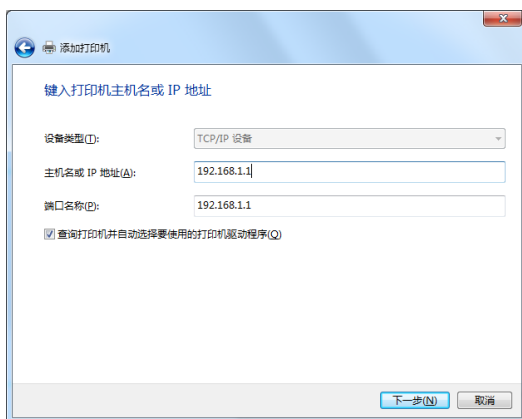 添加打印机
键入打印机主机名或 IP 地址
设备类型(T): TCP/IP 设备
主机名或 IP 地址(A): 192.168.1.1
端口名称(P): 192.168.1.1
查询打印机并自动选择要使用的打印机驱动程序(Q)
下一步(N) 取消